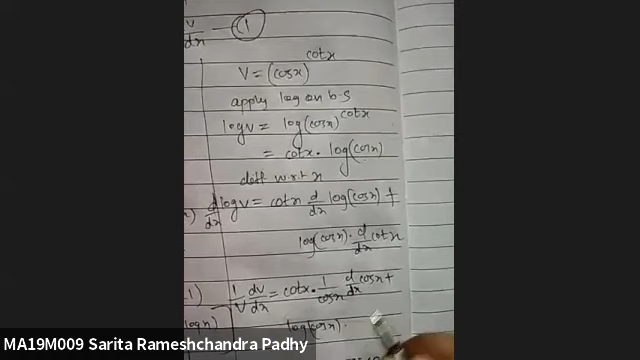 v/dx — 1
V = (cosx)^cotx
apply log on b.s
logV = log(cosx)^cotx
= cotx · log(cosx)
diff w.r.t x
d/dx logV = cotx d/dx log(cosx) +
log(cosx) · d/dx cotx
1/V dv/dx = cotx · 1/cosx d/dx cosx +
log(cosx) ·
MA19M009 Sarita Rameshchandra Padhy